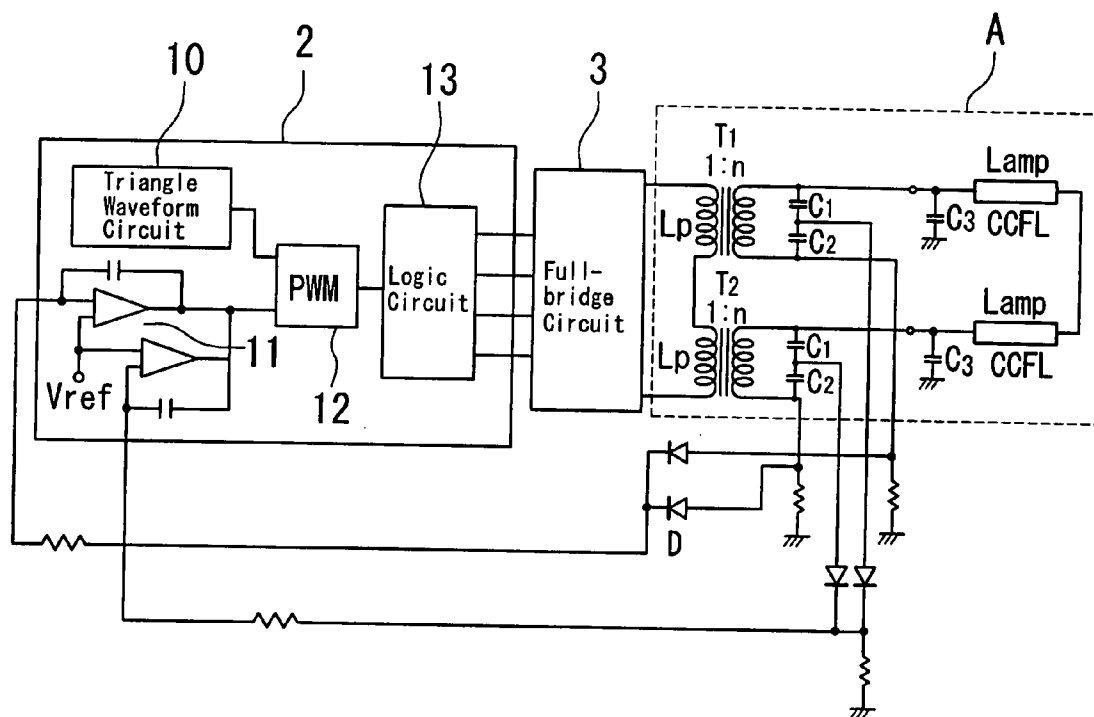 2
10
13
3
A
Triangle
Waveform
Circuit
PWM
Logic
Circuit
Full-
bridge
Circuit
11
12
Vref
T1
1:n
Lp
C1
C2
C3
Lamp
CCFL
T2
1:n
Lp
C1
C2
C3
Lamp
CCFL
D